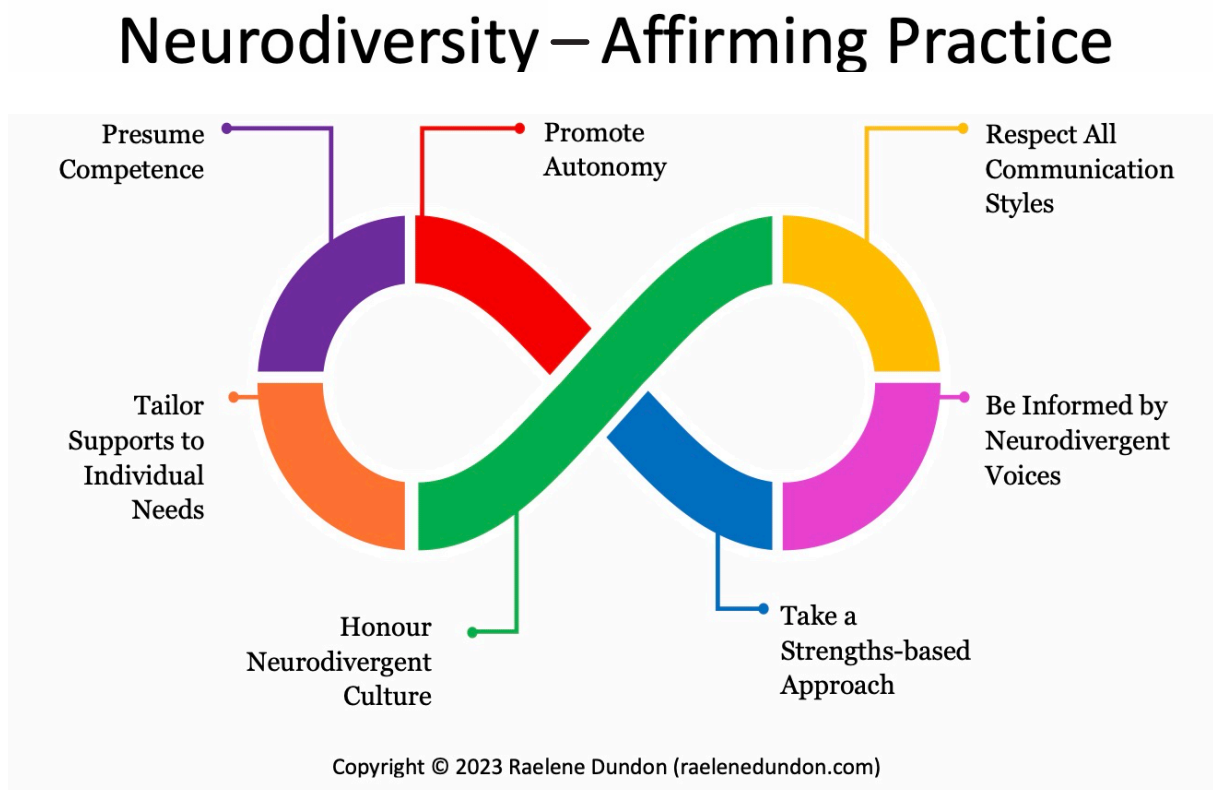 Neurodiversity – Affirming Practice
Presume
Competence
Promote
Autonomy
Respect All
Communication
Styles
Tailor
Supports to
Individual
Needs
Be Informed by
Neurodivergent
Voices
Honour
Neurodivergent
Culture
Take a
Strengths-based
Approach
Copyright © 2023 Raelene Dundon (raelenedundon.com)